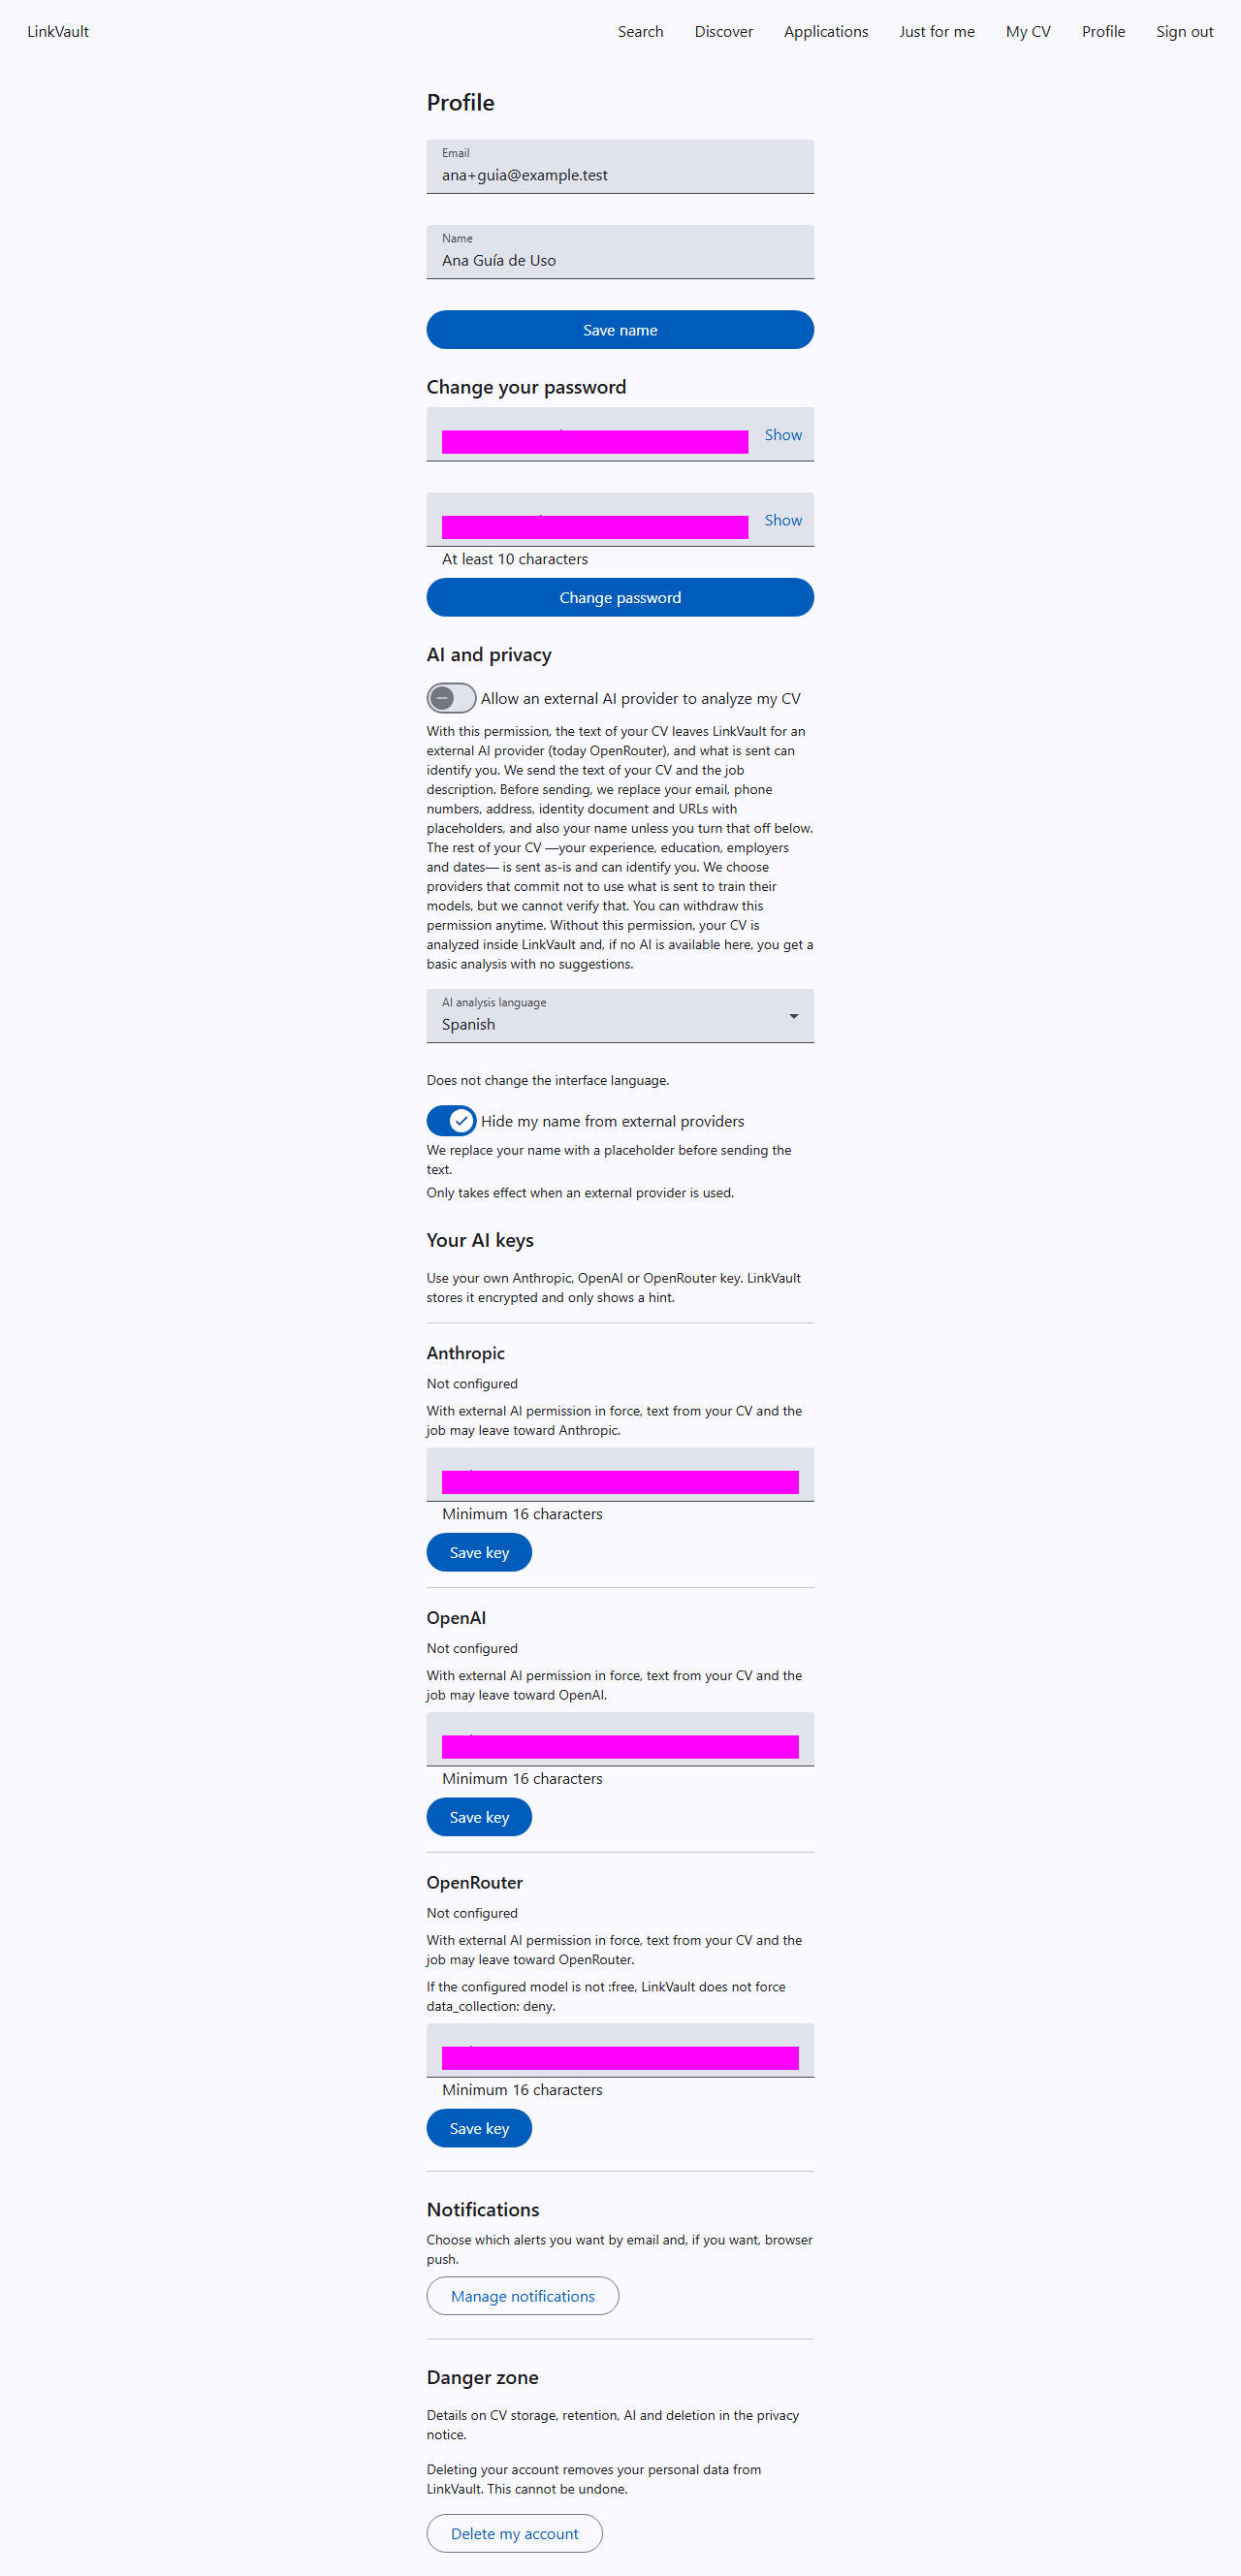 LinkVault
Search Discover Applications Just for me My CV Profile Sign out
Profile
Email
ana+guia@example.test
Name
Ana Guía de Uso
Save name
Change your password
Show
Show
At least 10 characters
Change password
AI and privacy
Allow an external AI provider to analyze my CV
With this permission, the text of your CV leaves LinkVault for an
external AI provider (today OpenRouter), and what is sent can
identify you. We send the text of your CV and the job
description. Before sending, we replace your email, phone
numbers, address, identity document and URLs with
placeholders, and also your name unless you turn that off below.
The rest of your CV —your experience, education, employers
and dates— is sent as-is and can identify you. We choose
providers that commit not to use what is sent to train their
models, but we cannot verify that. You can withdraw this
permission anytime. Without this permission, your CV is
analyzed inside LinkVault and, if no AI is available here, you get a
basic analysis with no suggestions.
AI analysis language
Spanish
Does not change the interface language.
Hide my name from external providers
We replace your name with a placeholder before sending the
text.
Only takes effect when an external provider is used.
Your AI keys
Use your own Anthropic, OpenAI or OpenRouter key. LinkVault
stores it encrypted and only shows a hint.
Anthropic
Not configured
With external AI permission in force, text from your CV and the
job may leave toward Anthropic.
Minimum 16 characters
Save key
OpenAI
Not configured
With external AI permission in force, text from your CV and the
job may leave toward OpenAI.
Minimum 16 characters
Save key
OpenRouter
Not configured
With external AI permission in force, text from your CV and the
job may leave toward OpenRouter.
If the configured model is not :free, LinkVault does not force
data_collection: deny.
Minimum 16 characters
Save key
Notifications
Choose which alerts you want by email and, if you want, browser
push.
Manage notifications
Danger zone
Details on CV storage, retention, AI and deletion in the privacy
notice.
Deleting your account removes your personal data from
LinkVault. This cannot be undone.
Delete my account